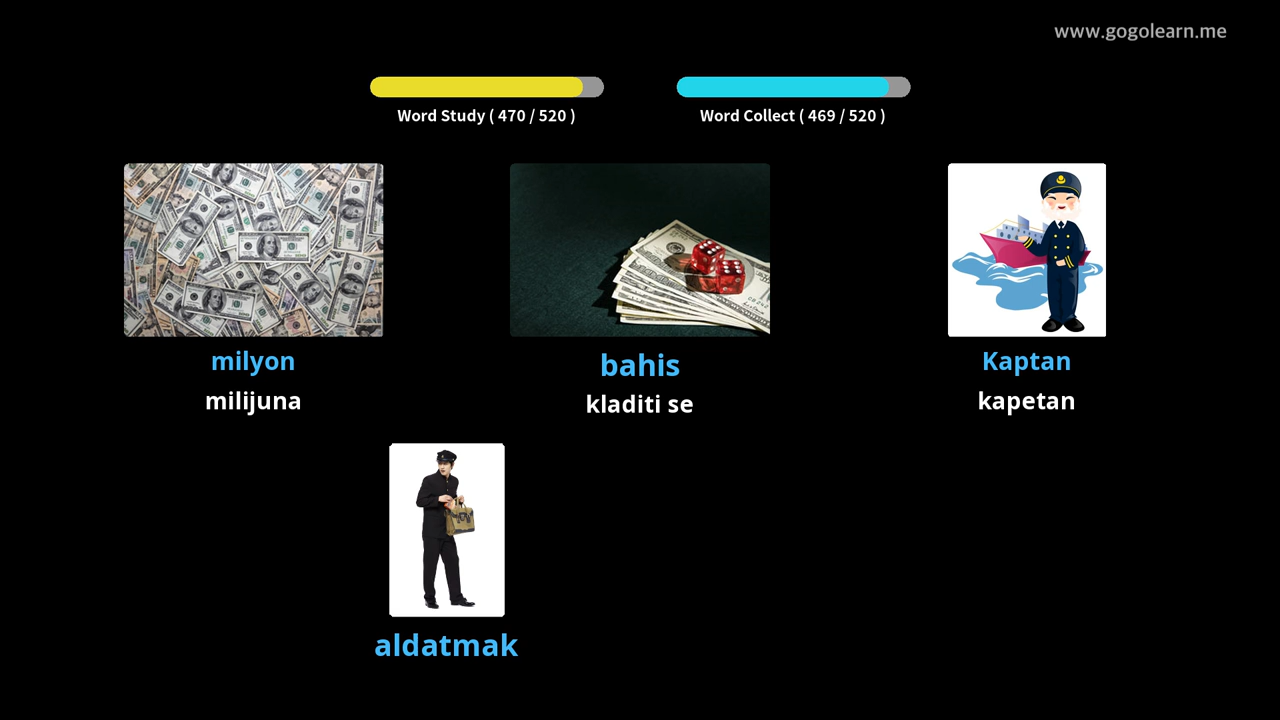 www.gogolearn.me
Word Study ( 470 / 520 )
Word Collect ( 469 / 520 )
milyon
milijuna
bahis
kladiti se
Kaptan
kapetan
aldatmak